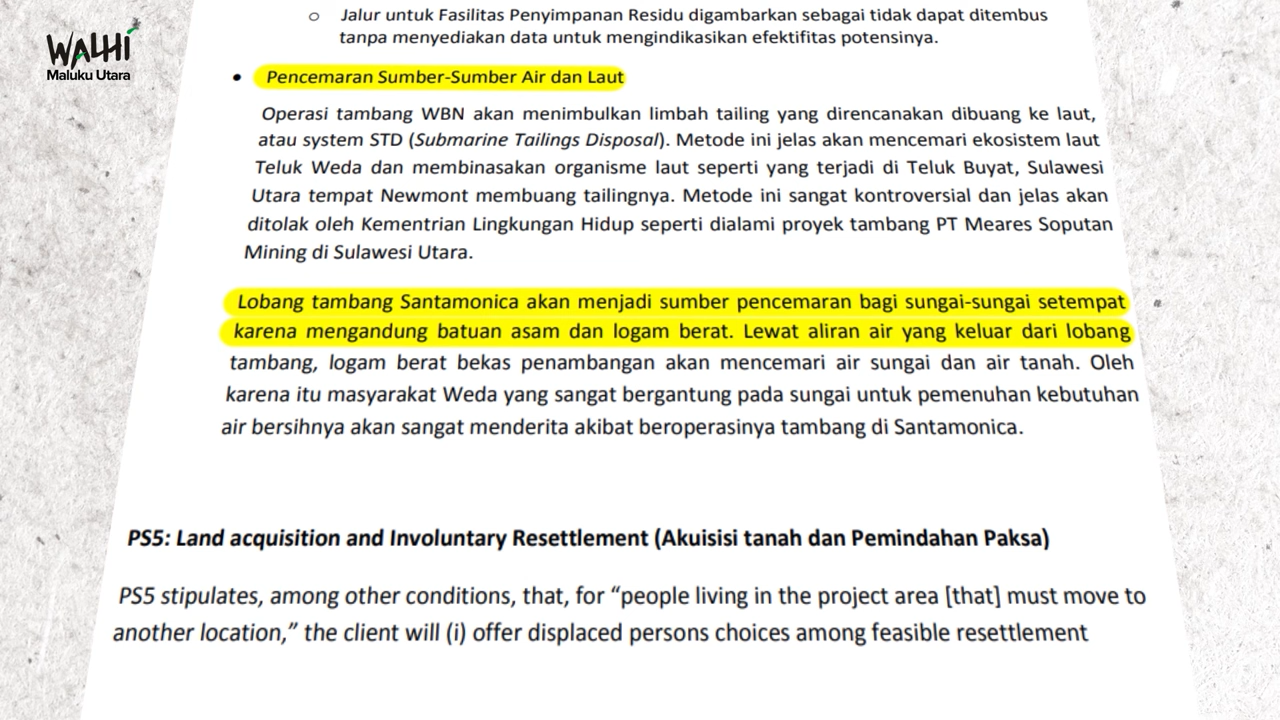 WALHI
Maluku Utara
o Jalur untuk Fasilitas Penyimpanan Residu digambarkan sebagai tidak dapat ditembus
tanpa menyediakan data untuk mengindikasikan efektifitas potensinya.
• Pencemaran Sumber-Sumber Air dan Laut
Operasi tambang WBN akan menimbulkan limbah tailing yang direncanakan dibuang ke laut,
atau system STD (Submarine Tailings Disposal). Metode ini jelas akan mencemari ekosistem laut
Teluk Weda dan membinasakan organisme laut seperti yang terjadi di Teluk Buyat, Sulawesi
Utara tempat Newmont membuang tailingnya. Metode ini sangat kontroversial dan jelas akan
ditolak oleh Kementrian Lingkungan Hidup seperti dialami proyek tambang PT Meares Soputan
Mining di Sulawesi Utara.
Lobang tambang Santamonica akan menjadi sumber pencemaran bagi sungai-sungai setempat
karena mengandung batuan asam dan logam berat. Lewat aliran air yang keluar dari lobang
tambang, logam berat bekas penambangan akan mencemari air sungai dan air tanah. Oleh
karena itu masyarakat Weda yang sangat bergantung pada sungai untuk pemenuhan kebutuhan
air bersihnya akan sangat menderita akibat beroperasinya tambang di Santamonica.
PS5: Land acquisition and Involuntary Resettlement (Akuisisi tanah dan Pemindahan Paksa)
PS5 stipulates, among other conditions, that, for “people living in the project area [that] must move to
another location,” the client will (i) offer displaced persons choices among feasible resettlement